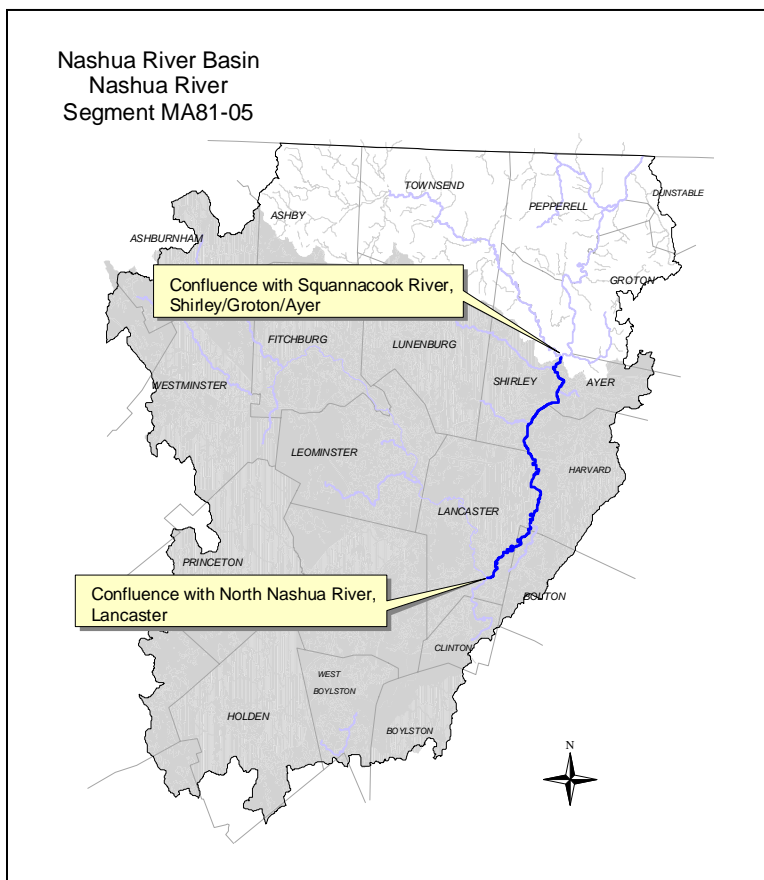 Nashua River Basin
Nashua River
Segment MA81-05
TOWNSEND
DUNSTABLE
PEPPERELL
ASHBY
ASHBURNHAM
Confluence with Squannacook River,
Shirley/Groton/Ayer
GROTON
FITCHBURG
LUNENBURG
WESTMINSTER
SHIRLEY
AYER
LEOMINSTER
HARVARD
LANCASTER
PRINCETON
Confluence with North Nashua River,
Lancaster
BOLTON
CLINTON
WEST
BOYLSTON
HOLDEN
BOYLSTON
N